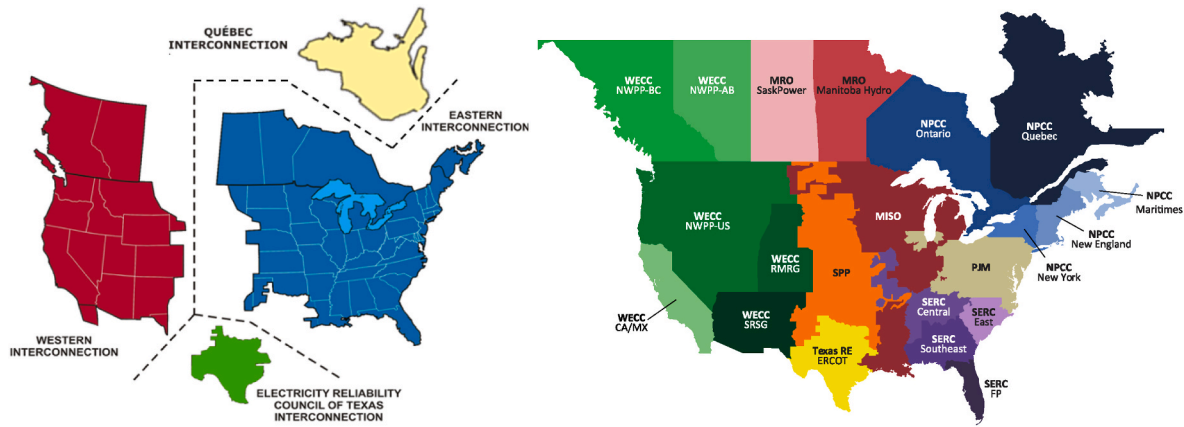 QUÉBEC
INTERCONNECTION
EASTERN
INTERCONNECTION
WESTERN
INTERCONNECTION
ELECTRICITY RELIABILITY
COUNCIL OF TEXAS
INTERCONNECTION
WECC
NWPP-BC
WECC
NWPP-AB
MRO
SaskPower
MRO
Manitoba Hydro
NPCC
Ontario
NPCC
Quebec
NPCC
Maritimes
NPCC
New England
NPCC
New York
WECC
NWPP-US
MISO
WECC
RMRG
SPP
PJM
WECC
CA/MX
WECC
SRSG
SERC
Central
SERC
East
SERC
Southeast
Texas RE
ERCOT
SERC
FP